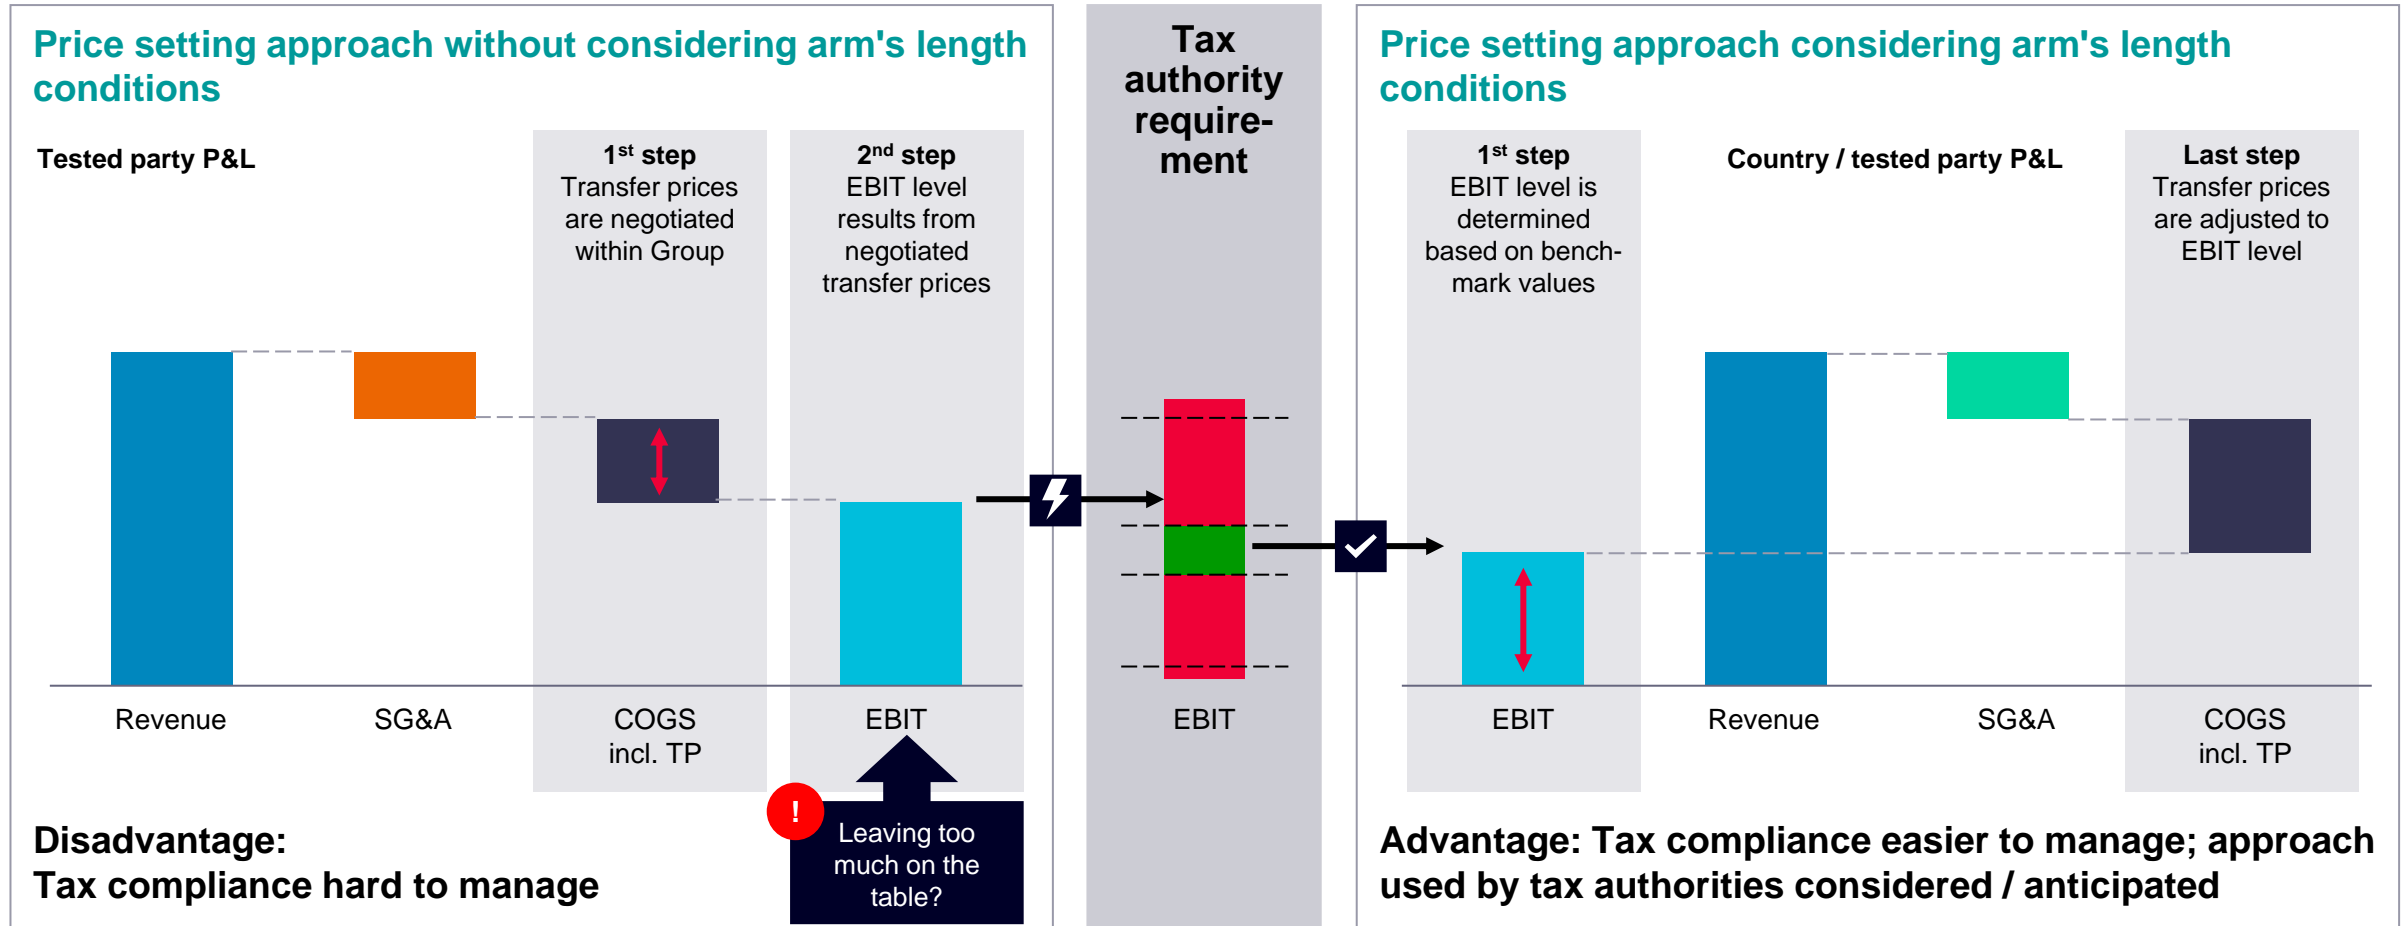 Price setting approach without considering arm's length
conditions
Tested party P&L
1st step
Transfer prices
are negotiated
within Group
2nd step
EBIT level
results from
negotiated
transfer prices
Revenue
SG&A
COGS
incl. TP
EBIT
!
Leaving too
much on the
table?
Disadvantage:
Tax compliance hard to manage
Tax
authority
require-
ment
EBIT
Price setting approach considering arm's length
conditions
1st step
EBIT level is
determined
based on bench-
mark values
Country / tested party P&L
Last step
Transfer prices
are adjusted to
EBIT level
EBIT
Revenue
SG&A
COGS
incl. TP
Advantage: Tax compliance easier to manage; approach
used by tax authorities considered / anticipated